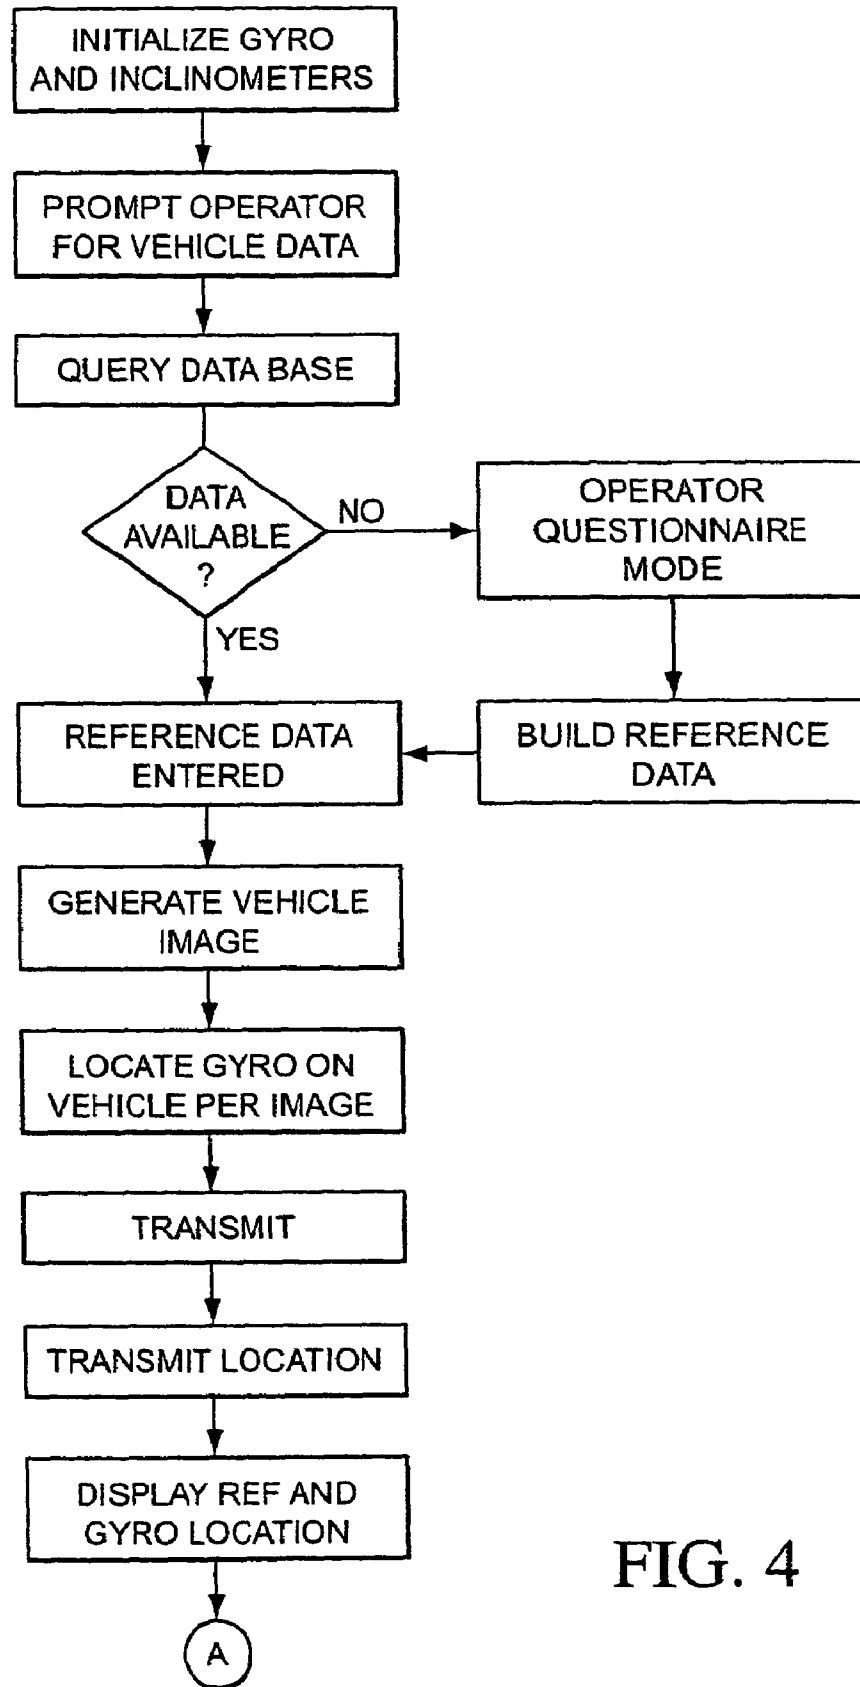 INITIALIZE GYRO
AND INCLINOMETERS
PROMPT OPERATOR
FOR VEHICLE DATA
QUERY DATA BASE
DATA
AVAILABLE
?
NO
OPERATOR
QUESTIONNAIRE
MODE
YES
REFERENCE DATA
ENTERED
BUILD REFERENCE
DATA
GENERATE VEHICLE
IMAGE
LOCATE GYRO ON
VEHICLE PER IMAGE
TRANSMIT
TRANSMIT LOCATION
DISPLAY REF AND
GYRO LOCATION
FIG. 4
A